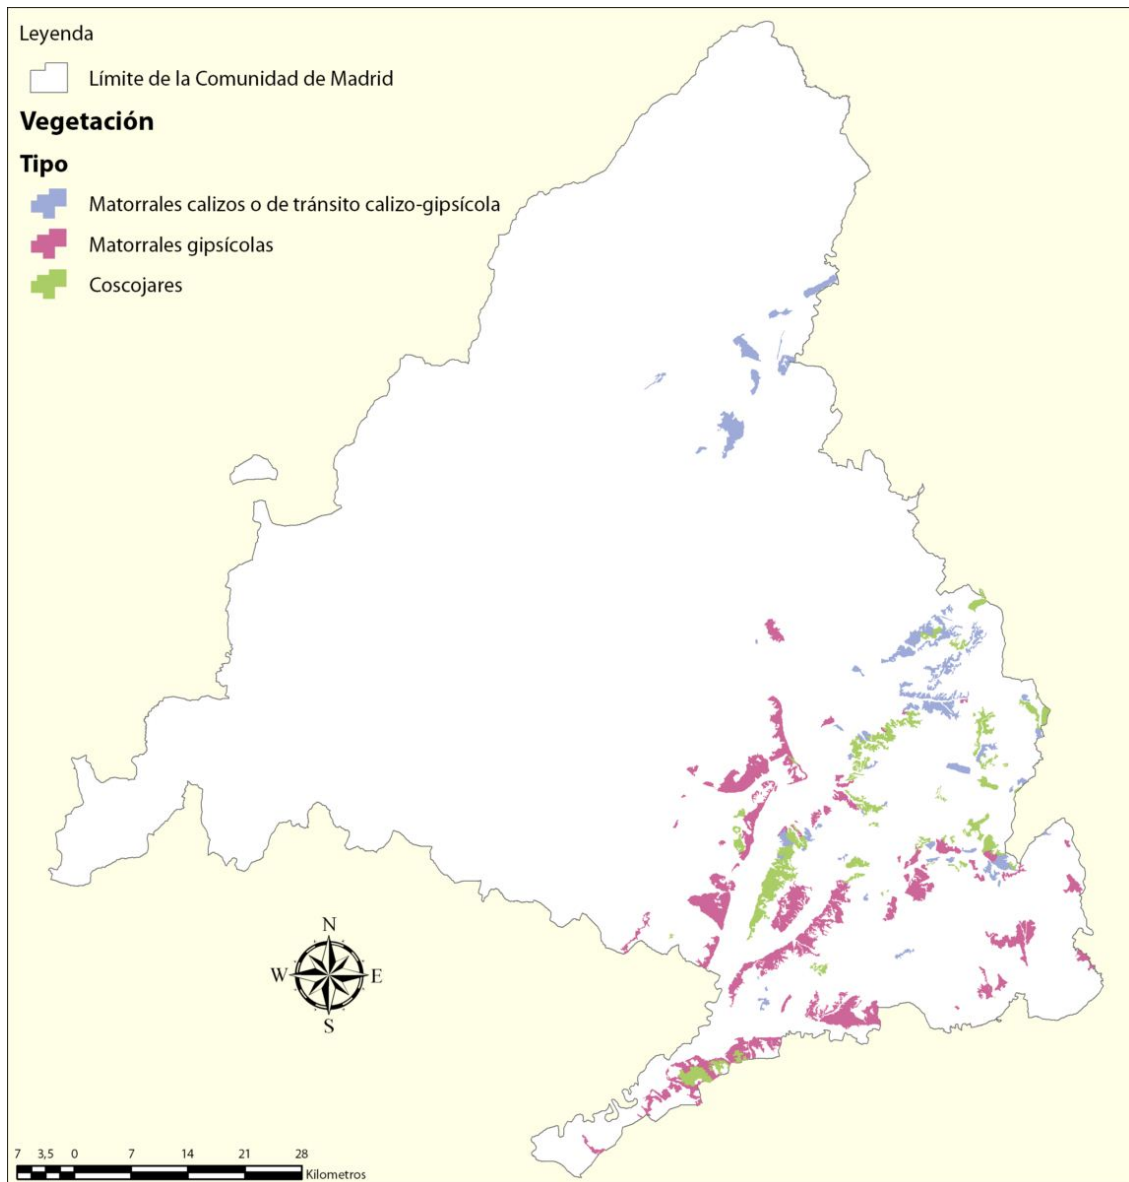 Leyenda
Límite de la Comunidad de Madrid
Vegetación
Tipo
Matorrales calizos o de tránsito calizo-gipsícola
Matorrales gipsícolas
Coscojares
N
W E
S
7 3,5 0 7 14 21 28
Kilometros